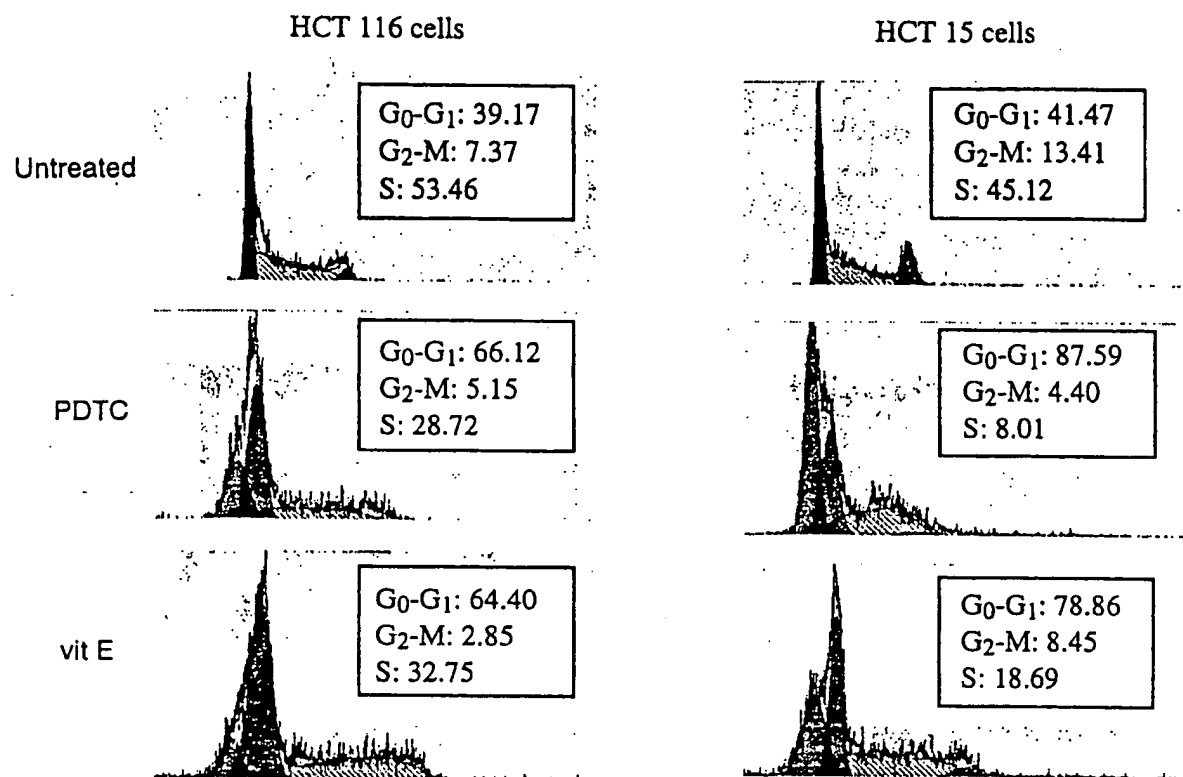 HCT 116 cells
HCT 15 cells
Untreated
G₀-G₁: 39.17
G₂-M: 7.37
S: 53.46
G₀-G₁: 41.47
G₂-M: 13.41
S: 45.12
PDTC
G₀-G₁: 66.12
G₂-M: 5.15
S: 28.72
G₀-G₁: 87.59
G₂-M: 4.40
S: 8.01
vit E
G₀-G₁: 64.40
G₂-M: 2.85
S: 32.75
G₀-G₁: 78.86
G₂-M: 8.45
S: 18.69